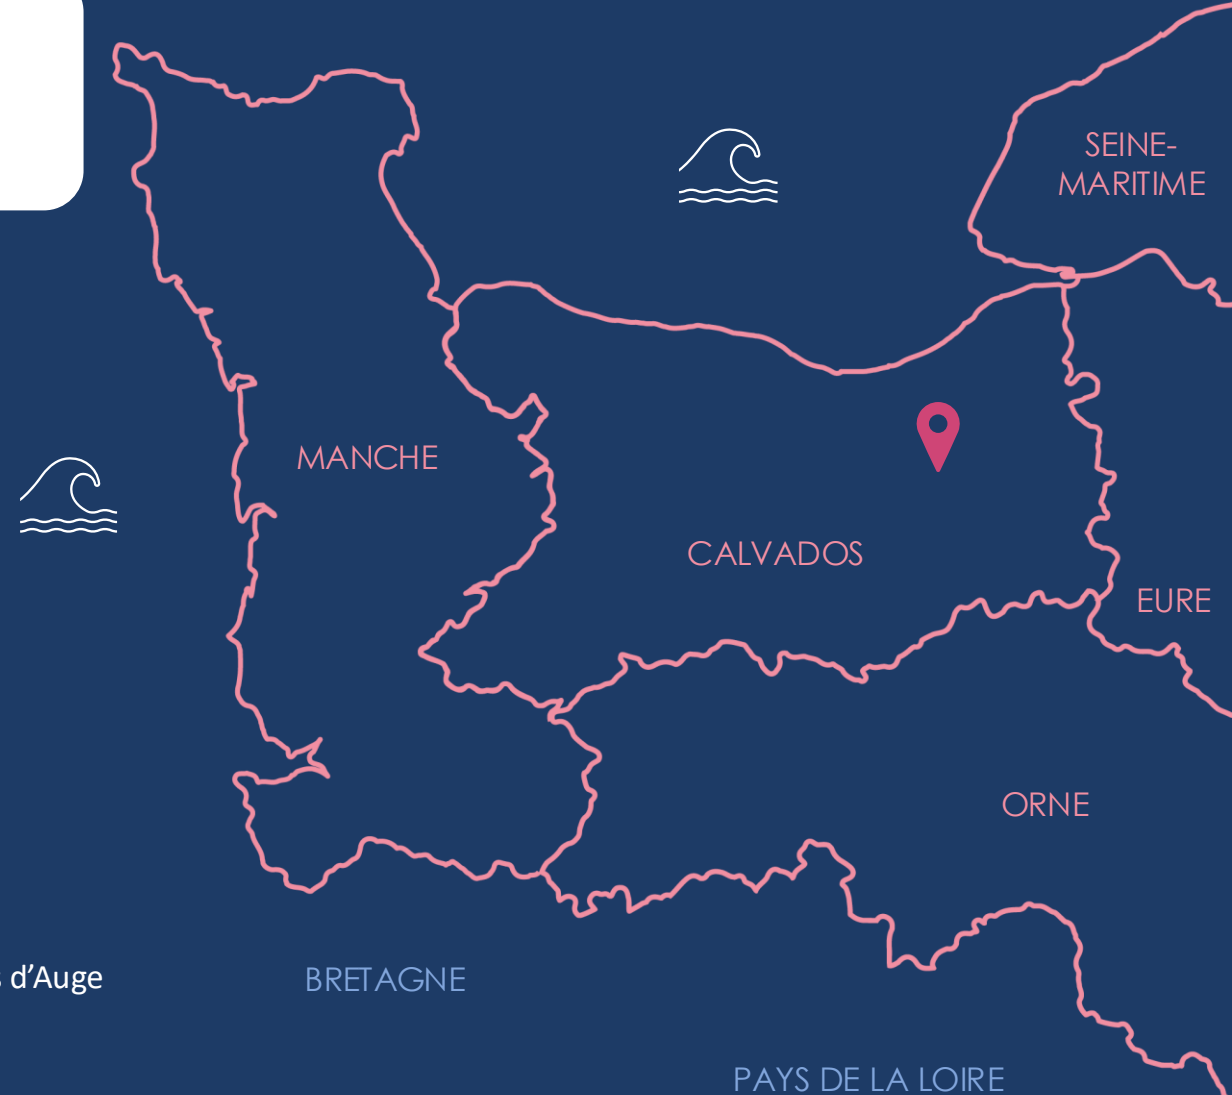 SEINE-
MARITIME
MANCHE
CALVADOS
EURE
ORNE
d’Auge
BRETAGNE
PAYS DE LA LOIRE